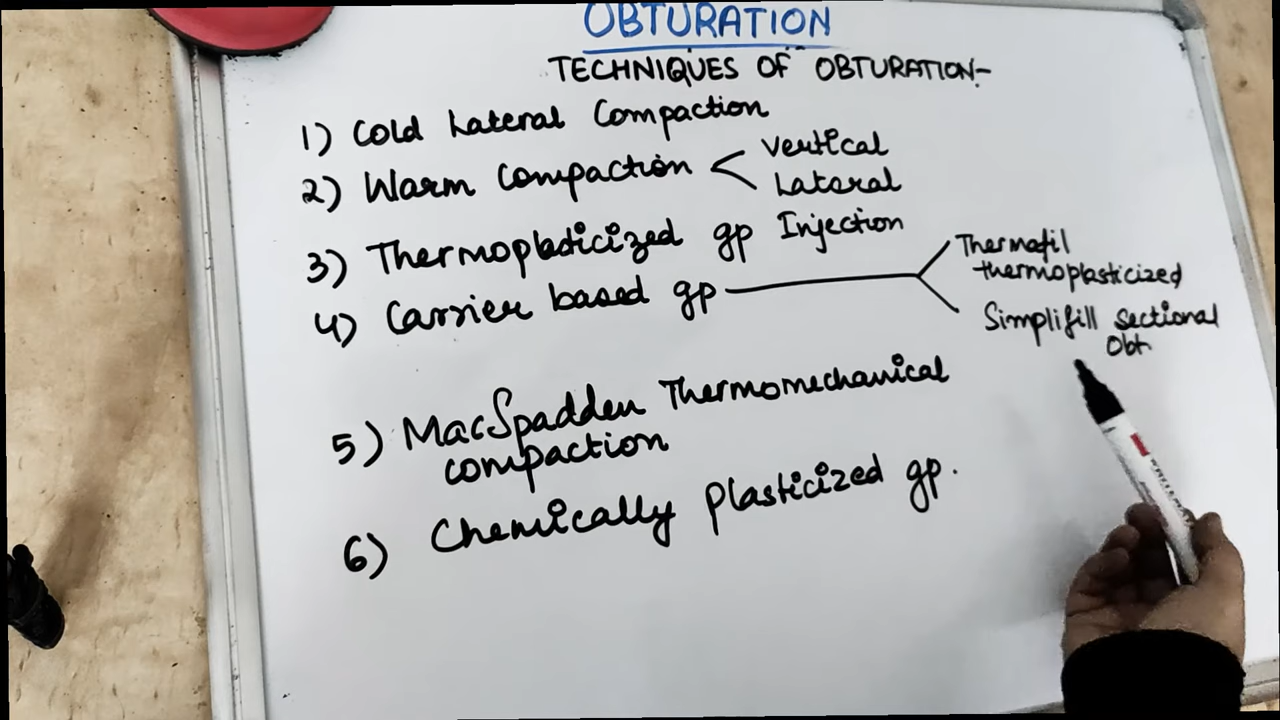 OBTURATION
TECHNIQUES OF OBTURATION-
1) Cold Lateral Compaction
2) Warm Compaction < Vertical
Lateral
3) Thermoplasticized gp Injection
4) Carrier based gp
Thermafil
thermoplasticized
Simplifill Sectional
Obt.
5) MacSpadden Thermomechanical
compaction
6) Chemically plasticized gp.